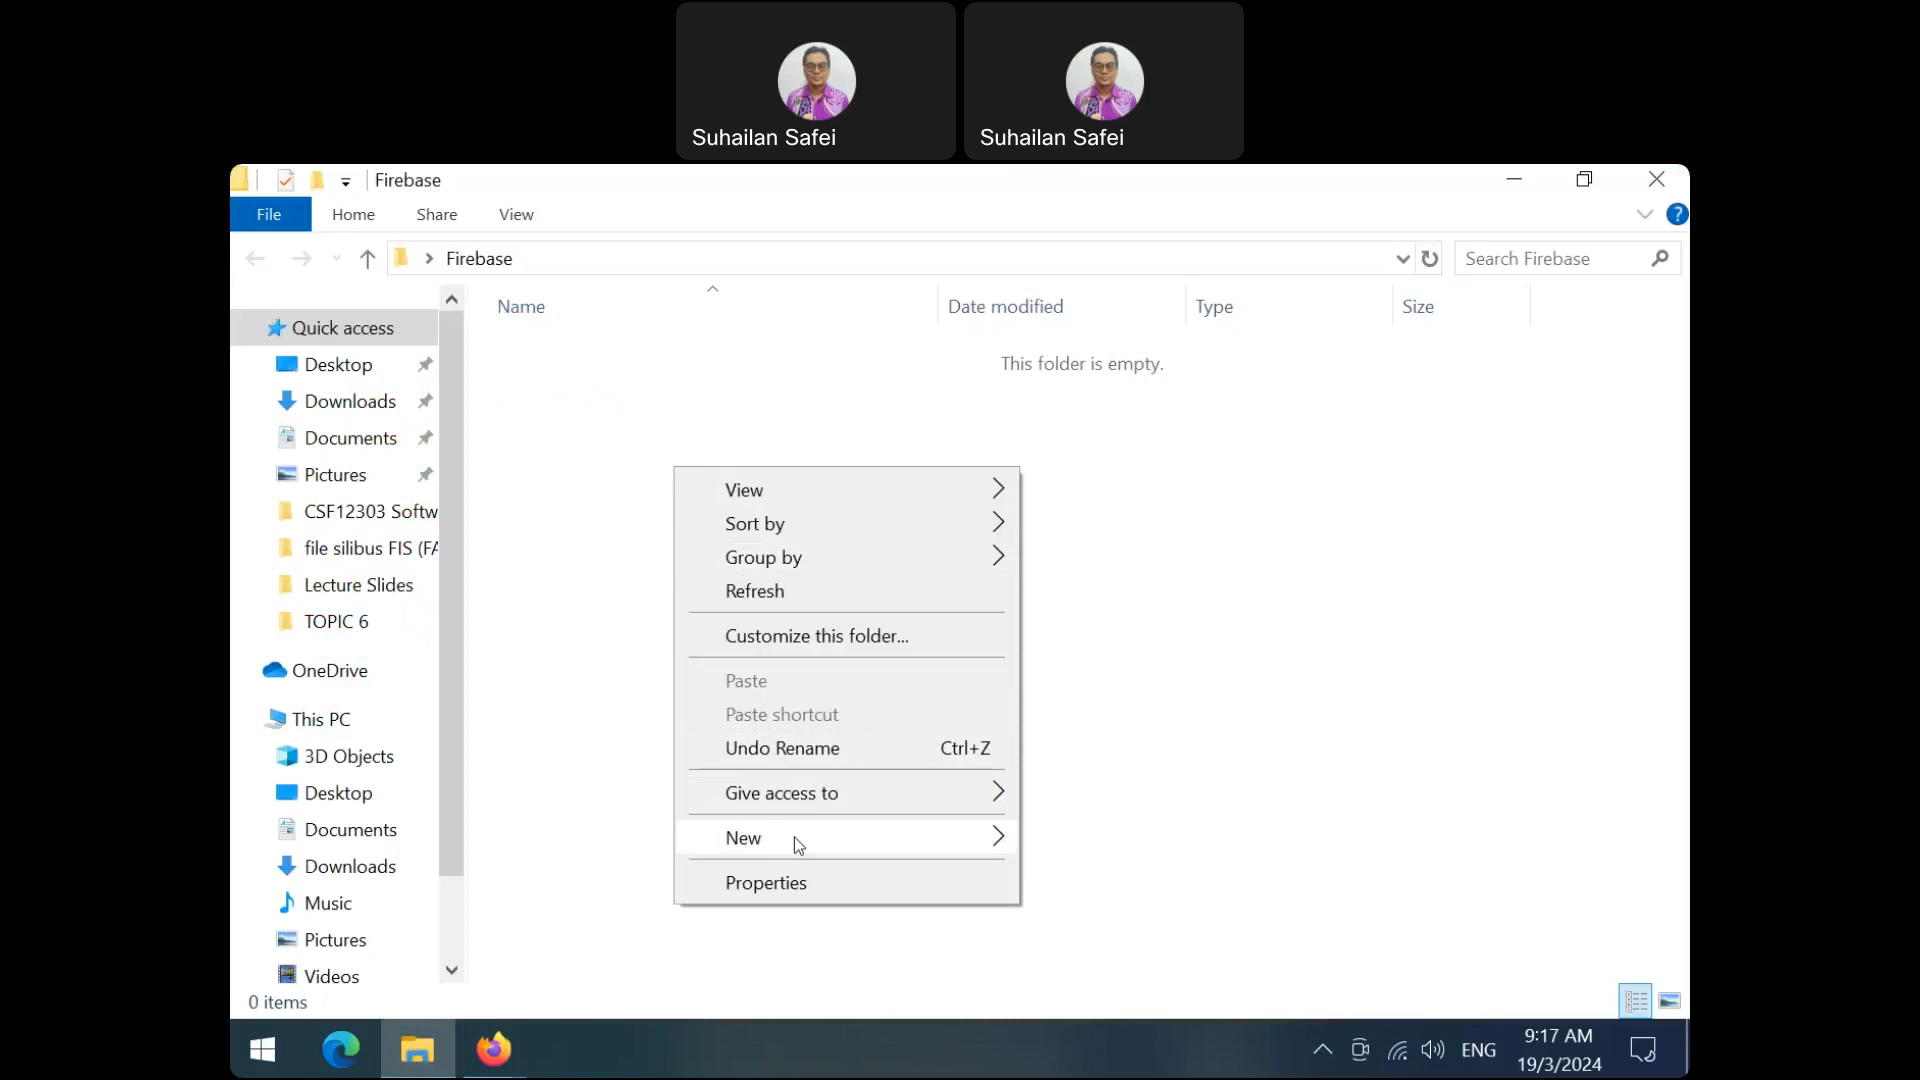 Suhailan Safei
Suhailan Safei
Firebase
File Home Share View
?
Firebase
Search Firebase
Name Date modified Type Size
This folder is empty.
Quick access
Desktop
Downloads
Documents
Pictures
CSF12303 Softw
file silibus FIS (FA
Lecture Slides
TOPIC 6
OneDrive
This PC
3D Objects
Desktop
Documents
Downloads
Music
Pictures
Videos
View
Sort by
Group by
Refresh
Customize this folder...
Paste
Paste shortcut
Undo Rename Ctrl+Z
Give access to
New
Properties
0 items
ENG
9:17 AM
19/3/2024